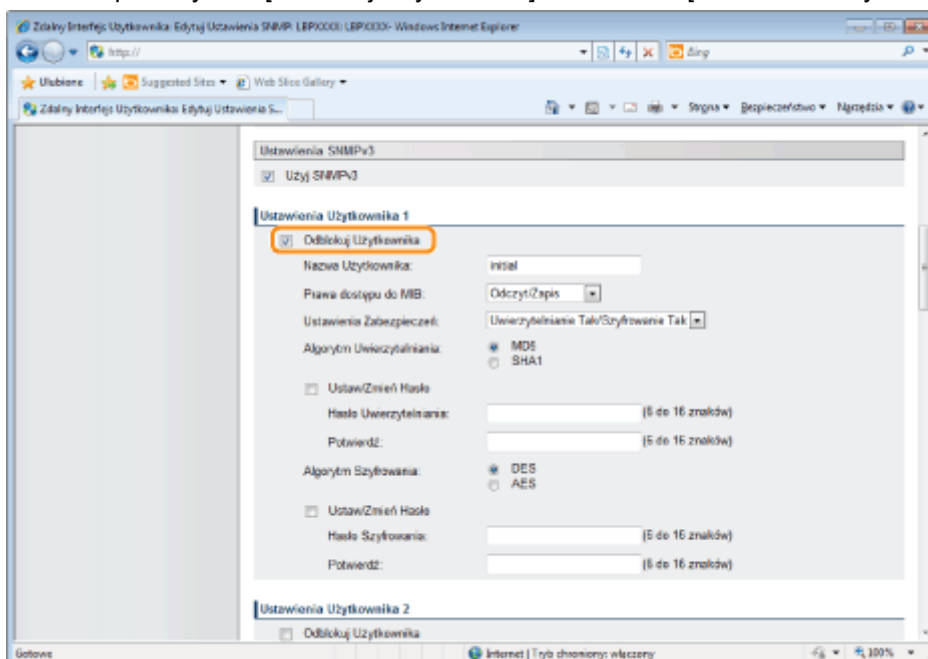 Zdalny Interfejs Użytkownika: Edytuj Ustawienia SNMP: LBPXXXX: LBPXXXX- Windows Internet Explorer
http://
Bing
Ulubione Suggested Sites Web Slice Gallery
Zdalny Interfejs Użytkownika: Edytuj Ustawienia S... Strona Bezpieczeństwo Narzędzia
Ustawienia SNMPv3
Użyj SNMPv3
Ustawienia Użytkownika 1
Odblokuj Użytkownika
Nazwa Użytkownika: initial
Prawa dostępu do MIB: Odczyt/Zapis
Ustawienia Zabezpieczeń: Uwierzytelnianie Tak/Szyfrowanie Tak
Algorytm Uwierzytelniania: MD5
SHA1
Ustaw/Zmień Hasło
Hasło Uwierzytelniania: (6 do 16 znaków)
Potwierdź: (6 do 16 znaków)
Algorytm Szyfrowania: DES
AES
Ustaw/Zmień Hasło
Hasło Szyfrowania: (6 do 16 znaków)
Potwierdź: (6 do 16 znaków)
Ustawienia Użytkownika 2
Odblokuj Użytkownika
Gotowe Internet | Tryb chroniony: włączony 100%